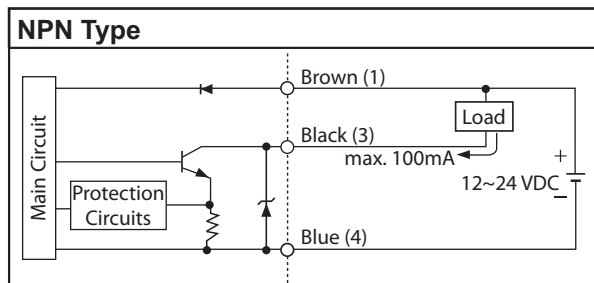 NPN Type
Brown (1)
Main Circuit
Load
Black (3)
max. 100mA
+
12~24 VDC
−
Protection
Circuits
Blue (4)